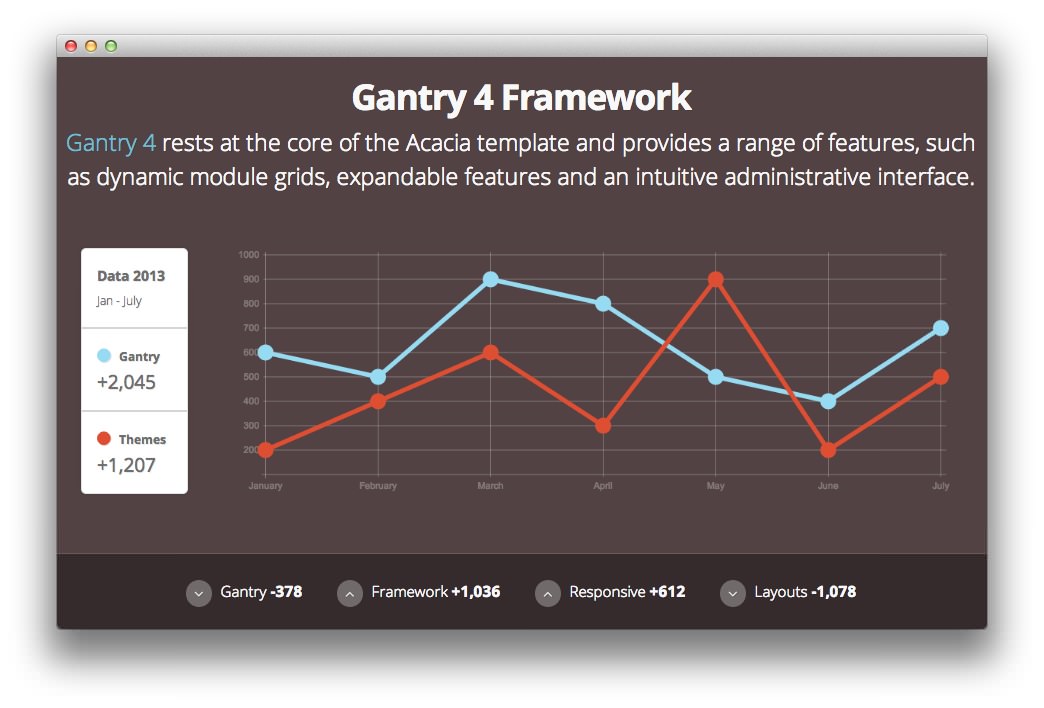 Gantry 4 Framework
Gantry 4 rests at the core of the Acacia template and provides a range of features, such
as dynamic module grids, expandable features and an intuitive administrative interface.
Data 2013
Jan - July
Gantry
+2,045
Themes
+1,207
1000
900
800
700
600
500
400
300
200
January February March April May June July
Gantry -378 Framework +1,036 Responsive +612 Layouts -1,078